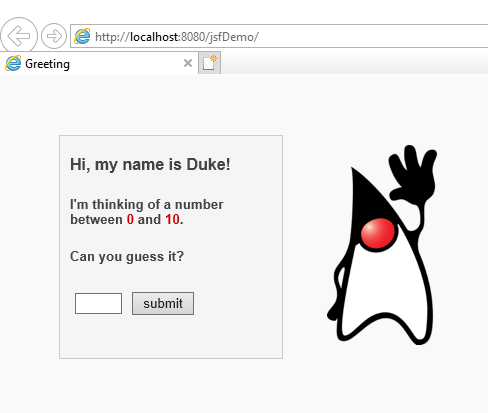 http://localhost:8080/jsfDemo/
Greeting
Hi, my name is Duke!
I'm thinking of a number
between 0 and 10.
Can you guess it?
submit